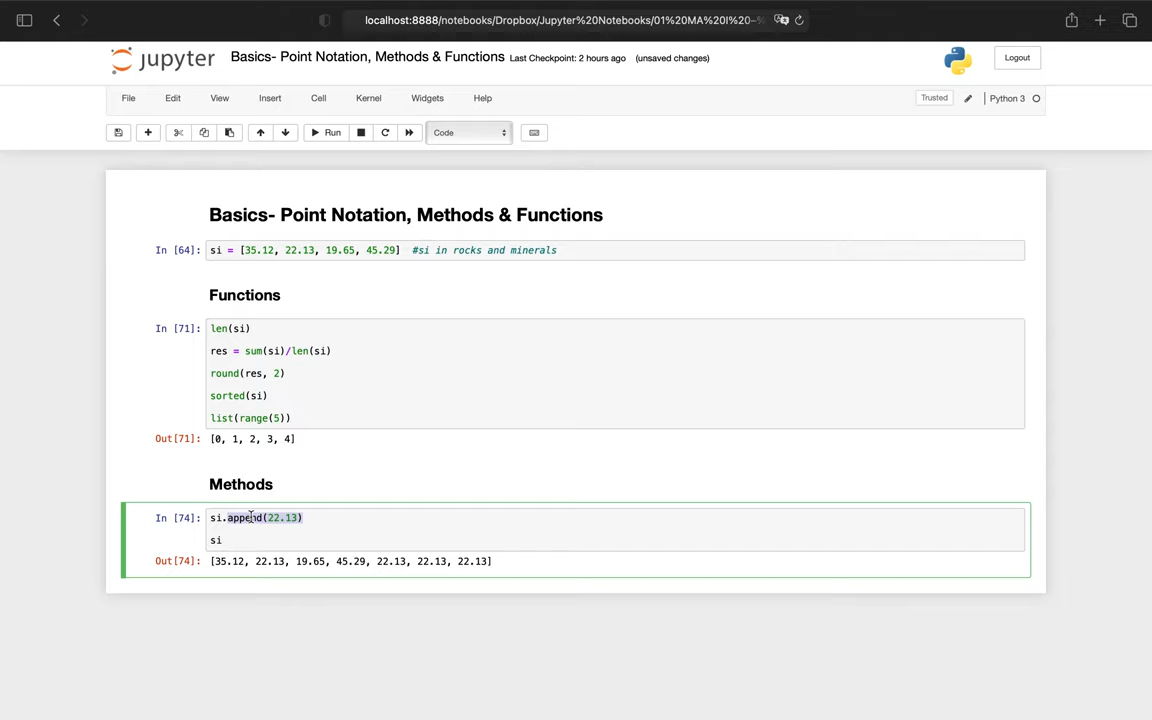 localhost:8888/notebooks/Dropbox/Jupyter%20Notebooks/01%20MA%20I%20–%
jupyter Basics- Point Notation, Methods & Functions Last Checkpoint: 2 hours ago (unsaved changes) Logout
File Edit View Insert Cell Kernel Widgets Help Trusted Python 3
Run Code
Basics- Point Notation, Methods & Functions
In [64]: si = [35.12, 22.13, 19.65, 45.29] #si in rocks and minerals
Functions
In [71]: len(si)
res = sum(si)/len(si)
round(res, 2)
sorted(si)
list(range(5))
Out[71]: [0, 1, 2, 3, 4]
Methods
In [74]: si.append(22.13)
si
Out[74]: [35.12, 22.13, 19.65, 45.29, 22.13, 22.13, 22.13]